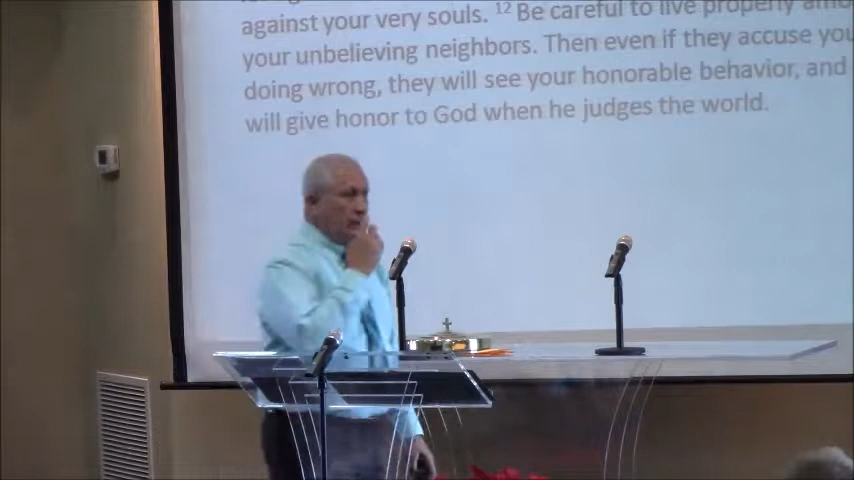 against your very souls. 12 Be careful to live properly
your unbelieving neighbors. Then even if they accuse you
doing wrong, they will see your honorable behavior, and
will give honor to God when he judges the world.